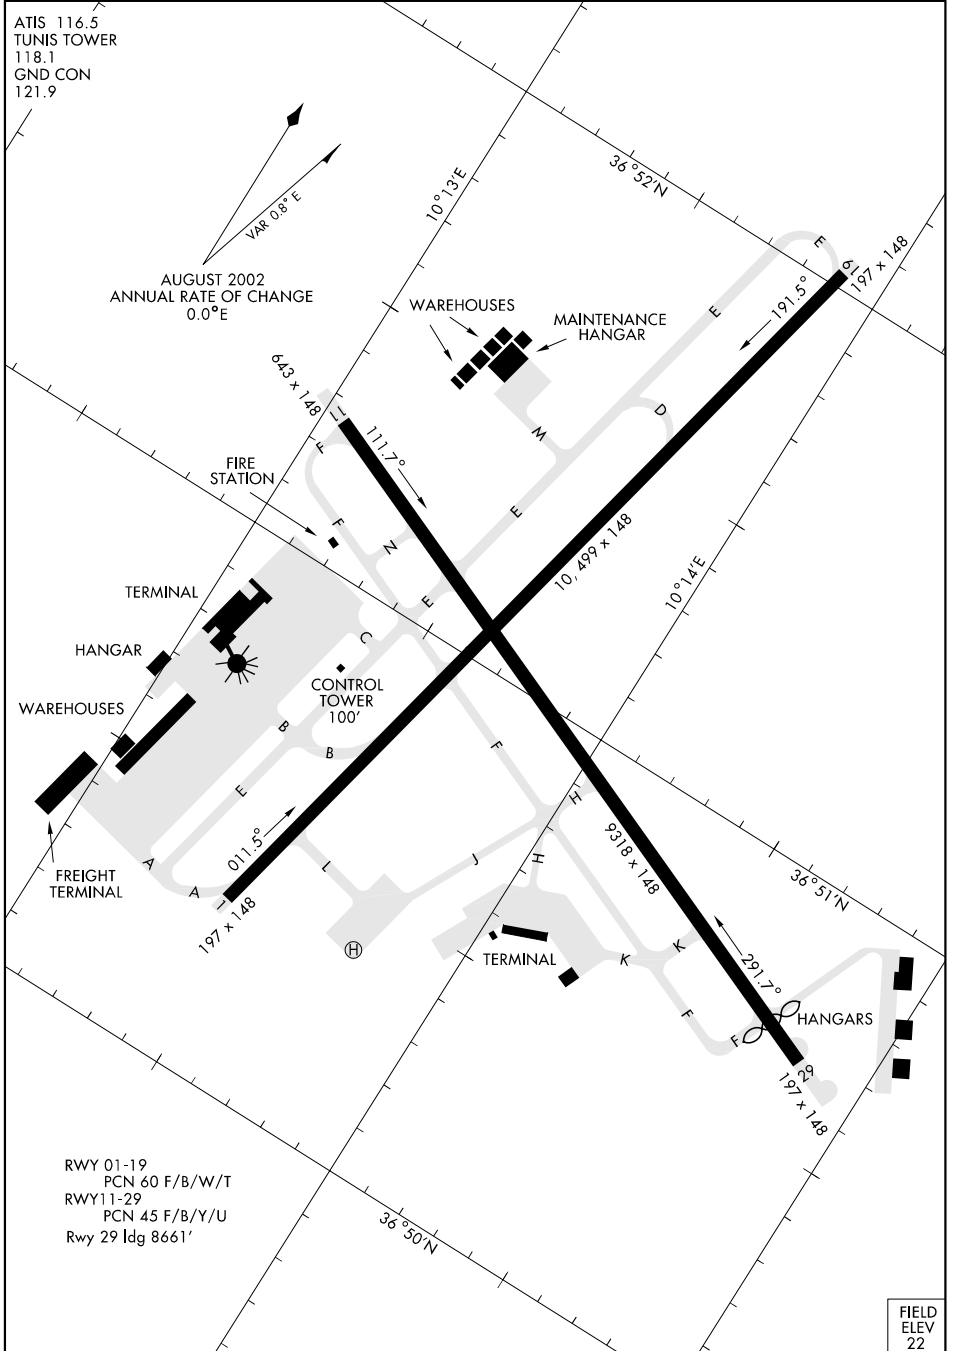 ATIS 116.5
TUNIS TOWER
118.1
GND CON
121.9
VAR 0.8° E
AUGUST 2002
ANNUAL RATE OF CHANGE
0.0°E
10°13'E
36°52'N
E
19
197 x 148
191.5°
E
WAREHOUSES
MAINTENANCE
HANGAR
643 x 148
11
111.7°
F
D
M
FIRE
STATION
F
N
E
10, 499 x 148
10°14'E
TERMINAL
E
C
HANGAR
CONTROL
TOWER
100'
WAREHOUSES
B
B
F
E
H
011.5°
9318 x 148
FREIGHT
TERMINAL
A
A
L
J
H
36°51'N
1
197 x 148
H
TERMINAL
K
K
291.7°
F
F
HANGARS
29
197 x 148
RWY 01-19
PCN 60 F/B/W/T
RWY11-29
PCN 45 F/B/Y/U
Rwy 29 ldg 8661'
36°50'N
FIELD
ELEV
22